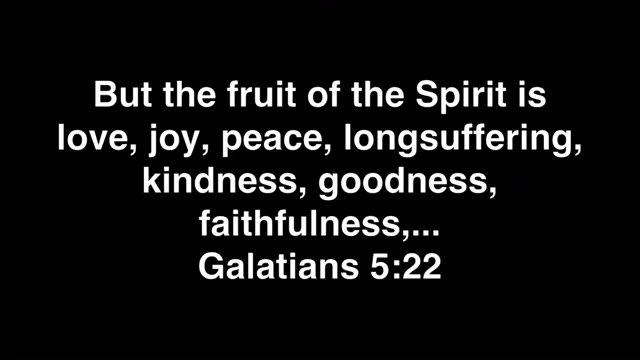 But the fruit of the Spirit is
love, joy, peace, longsuffering,
kindness, goodness,
faithfulness,...
Galatians 5:22